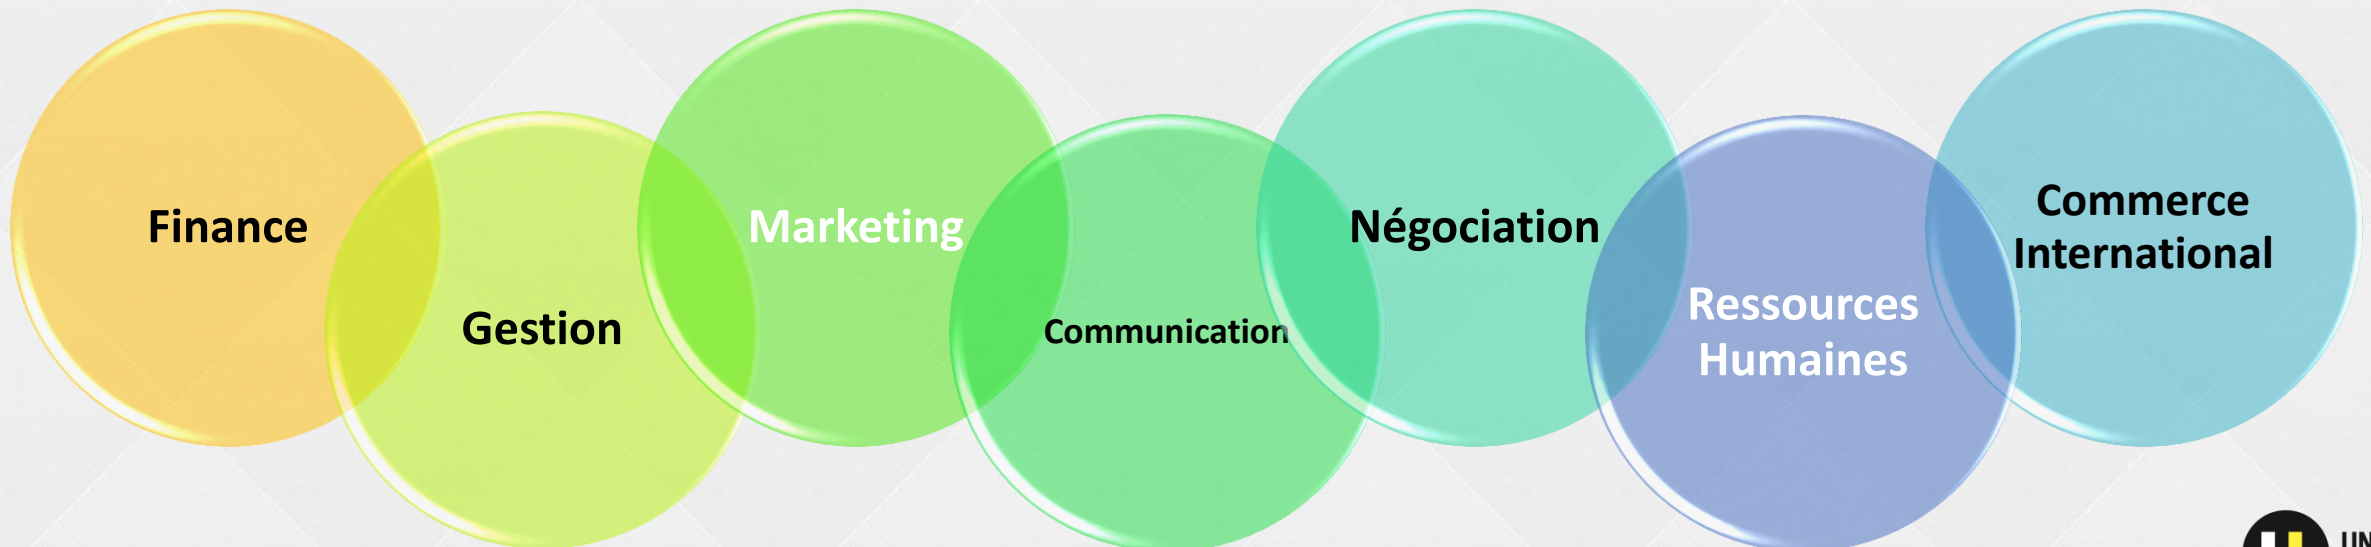 Finance
Gestion
Marketing
Communication
Négociation
Ressources
Humaines
Commerce
International